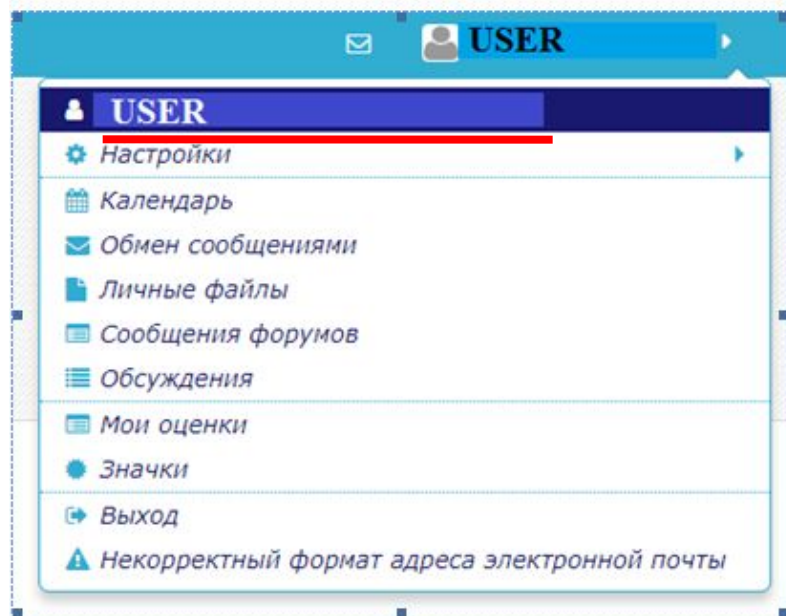 USER
USER
Настройки
Календарь
Обмен сообщениями
Личные файлы
Сообщения форумов
Обсуждения
Мои оценки
Значки
Выход
Некорректный формат адреса электронной почты